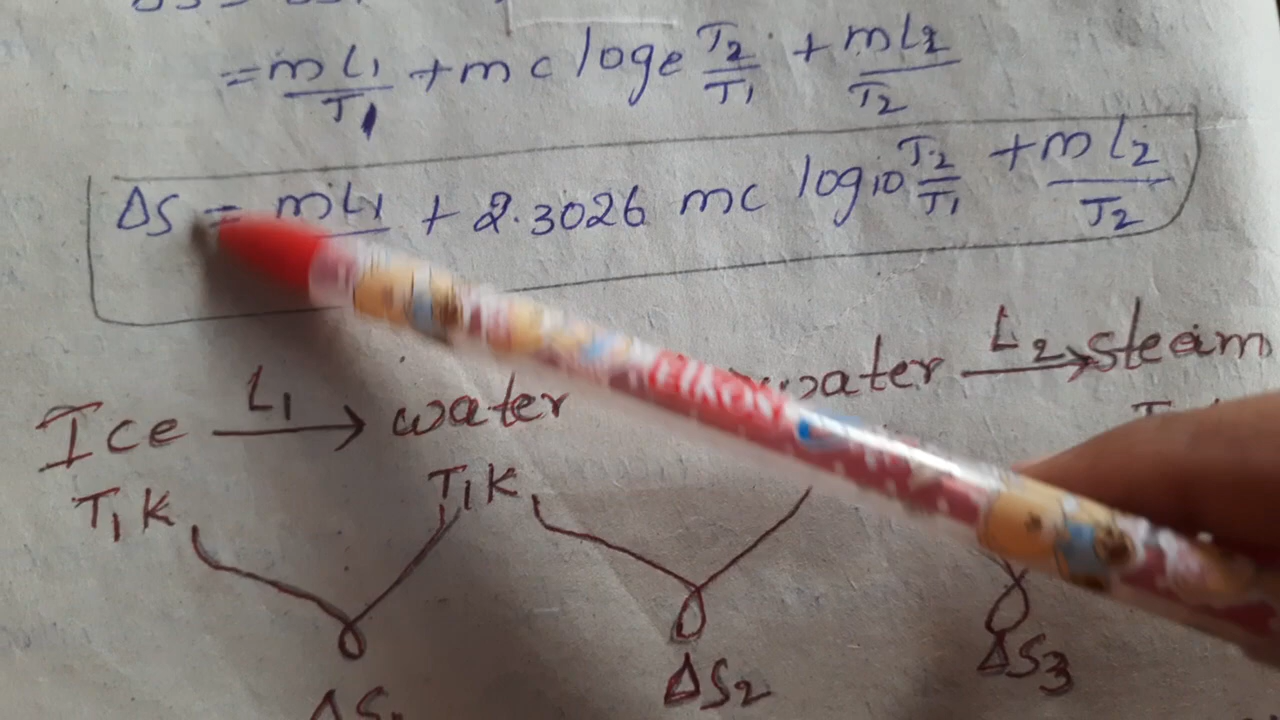 = mL1/T1 + mc loge T2/T1 + mL2/T2
ΔS = mL1 + 2.3026 mc log10 T2/T1 + mL2/T2
Ice L1→ water water L2→ steam
T1K T1K
ΔS2 ΔS3